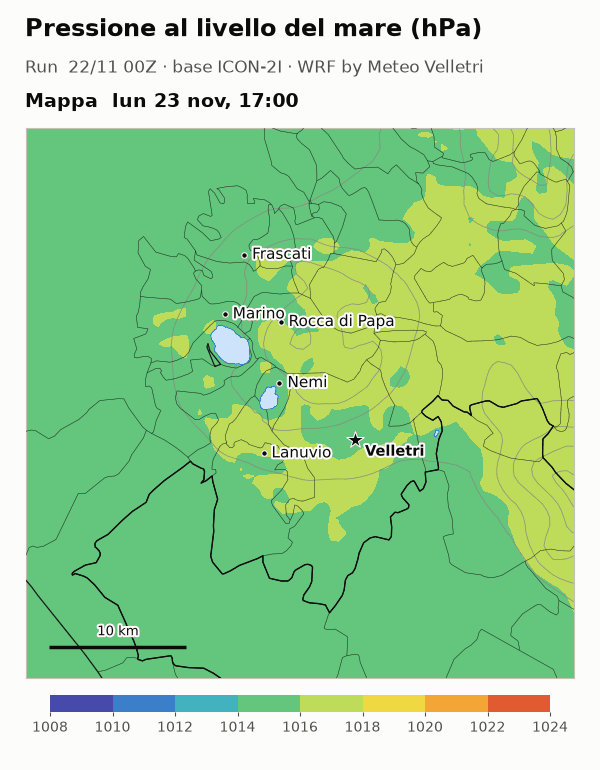 Pressione al livello del mare (hPa)
Run  22/11 00Z · base ICON-2I · WRF by Meteo Velletri
Mappa  lun 23 nov, 17:00
Frascati
Marino
Rocca di Papa
Nemi
Velletri
Lanuvio
10 km
1008 1010 1012 1014 1016 1018 1020 1022 1024